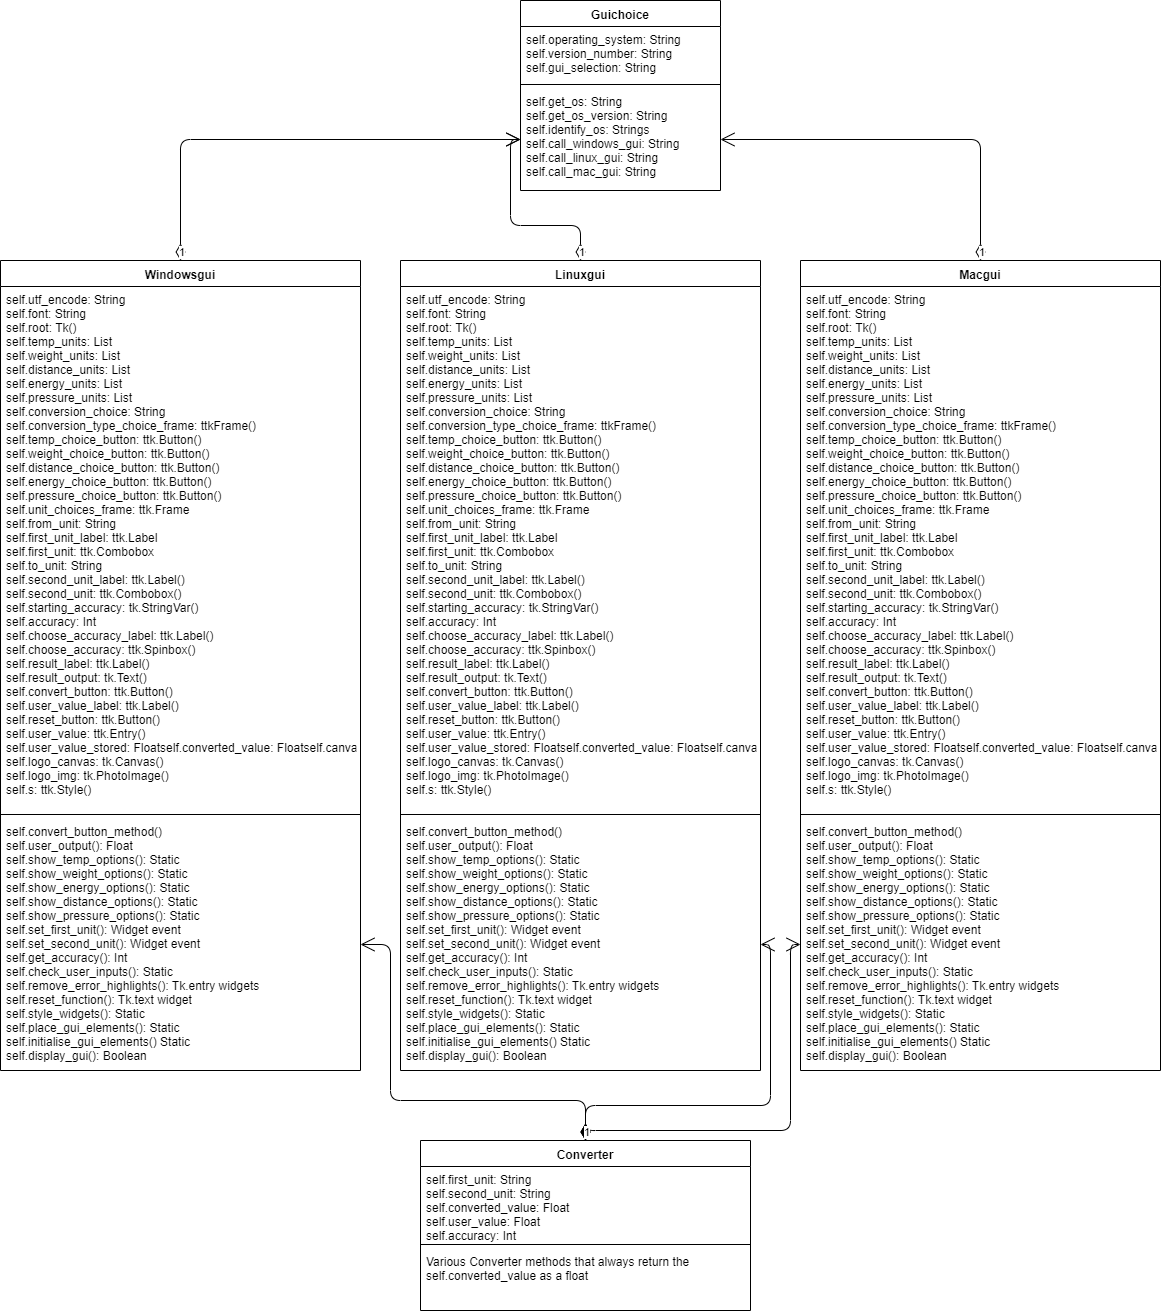 Guichoice
self.operating_system: String
self.version_number: String
self.gui_selection: String
self.get_os: String
self.get_os_version: String
self.identify_os: Strings
self.call_windows_gui: String
self.call_linux_gui: String
self.call_mac_gui: String
1
1
1
Windowsgui
self.utf_encode: String
self.font: String
self.root: Tk()
self.temp_units: List
self.weight_units: List
self.distance_units: List
self.energy_units: List
self.pressure_units: List
self.conversion_choice: String
self.conversion_type_choice_frame: ttkFrame()
self.temp_choice_button: ttk.Button()
self.weight_choice_button: ttk.Button()
self.distance_choice_button: ttk.Button()
self.energy_choice_button: ttk.Button()
self.pressure_choice_button: ttk.Button()
self.unit_choices_frame: ttk.Frame
self.from_unit: String
self.first_unit_label: ttk.Label
self.first_unit: ttk.Combobox
self.to_unit: String
self.second_unit_label: ttk.Label()
self.second_unit: ttk.Combobox()
self.starting_accuracy: tk.StringVar()
self.accuracy: Int
self.choose_accuracy_label: ttk.Label()
self.choose_accuracy: ttk.Spinbox()
self.result_label: ttk.Label()
self.result_output: tk.Text()
self.convert_button: ttk.Button()
self.user_value_label: ttk.Label()
self.reset_button: ttk.Button()
self.user_value: ttk.Entry()
self.user_value_stored: Floatself.converted_value: Floatself.canva
self.logo_canvas: tk.Canvas()
self.logo_img: tk.PhotoImage()
self.s: ttk.Style()
self.convert_button_method()
self.user_output(): Float
self.show_temp_options(): Static
self.show_weight_options(): Static
self.show_energy_options(): Static
self.show_distance_options(): Static
self.show_pressure_options(): Static
self.set_first_unit(): Widget event
self.set_second_unit(): Widget event
self.get_accuracy(): Int
self.check_user_inputs(): Static
self.remove_error_highlights(): Tk.entry widgets
self.reset_function(): Tk.text widget
self.style_widgets(): Static
self.place_gui_elements(): Static
self.initialise_gui_elements() Static
self.display_gui(): Boolean
Linuxgui
self.utf_encode: String
self.font: String
self.root: Tk()
self.temp_units: List
self.weight_units: List
self.distance_units: List
self.energy_units: List
self.pressure_units: List
self.conversion_choice: String
self.conversion_type_choice_frame: ttkFrame()
self.temp_choice_button: ttk.Button()
self.weight_choice_button: ttk.Button()
self.distance_choice_button: ttk.Button()
self.energy_choice_button: ttk.Button()
self.pressure_choice_button: ttk.Button()
self.unit_choices_frame: ttk.Frame
self.from_unit: String
self.first_unit_label: ttk.Label
self.first_unit: ttk.Combobox
self.to_unit: String
self.second_unit_label: ttk.Label()
self.second_unit: ttk.Combobox()
self.starting_accuracy: tk.StringVar()
self.accuracy: Int
self.choose_accuracy_label: ttk.Label()
self.choose_accuracy: ttk.Spinbox()
self.result_label: ttk.Label()
self.result_output: tk.Text()
self.convert_button: ttk.Button()
self.user_value_label: ttk.Label()
self.reset_button: ttk.Button()
self.user_value: ttk.Entry()
self.user_value_stored: Floatself.converted_value: Floatself.canva
self.logo_canvas: tk.Canvas()
self.logo_img: tk.PhotoImage()
self.s: ttk.Style()
self.convert_button_method()
self.user_output(): Float
self.show_temp_options(): Static
self.show_weight_options(): Static
self.show_energy_options(): Static
self.show_distance_options(): Static
self.show_pressure_options(): Static
self.set_first_unit(): Widget event
self.set_second_unit(): Widget event
self.get_accuracy(): Int
self.check_user_inputs(): Static
self.remove_error_highlights(): Tk.entry widgets
self.reset_function(): Tk.text widget
self.style_widgets(): Static
self.place_gui_elements(): Static
self.initialise_gui_elements() Static
self.display_gui(): Boolean
Macgui
self.utf_encode: String
self.font: String
self.root: Tk()
self.temp_units: List
self.weight_units: List
self.distance_units: List
self.energy_units: List
self.pressure_units: List
self.conversion_choice: String
self.conversion_type_choice_frame: ttkFrame()
self.temp_choice_button: ttk.Button()
self.weight_choice_button: ttk.Button()
self.distance_choice_button: ttk.Button()
self.energy_choice_button: ttk.Button()
self.pressure_choice_button: ttk.Button()
self.unit_choices_frame: ttk.Frame
self.from_unit: String
self.first_unit_label: ttk.Label
self.first_unit: ttk.Combobox
self.to_unit: String
self.second_unit_label: ttk.Label()
self.second_unit: ttk.Combobox()
self.starting_accuracy: tk.StringVar()
self.accuracy: Int
self.choose_accuracy_label: ttk.Label()
self.choose_accuracy: ttk.Spinbox()
self.result_label: ttk.Label()
self.result_output: tk.Text()
self.convert_button: ttk.Button()
self.user_value_label: ttk.Label()
self.reset_button: ttk.Button()
self.user_value: ttk.Entry()
self.user_value_stored: Floatself.converted_value: Floatself.canva
self.logo_canvas: tk.Canvas()
self.logo_img: tk.PhotoImage()
self.s: ttk.Style()
self.convert_button_method()
self.user_output(): Float
self.show_temp_options(): Static
self.show_weight_options(): Static
self.show_energy_options(): Static
self.show_distance_options(): Static
self.show_pressure_options(): Static
self.set_first_unit(): Widget event
self.set_second_unit(): Widget event
self.get_accuracy(): Int
self.check_user_inputs(): Static
self.remove_error_highlights(): Tk.entry widgets
self.reset_function(): Tk.text widget
self.style_widgets(): Static
self.place_gui_elements(): Static
self.initialise_gui_elements() Static
self.display_gui(): Boolean
1
Converter
self.first_unit: String
self.second_unit: String
self.converted_value: Float
self.user_value: Float
self.accuracy: Int
Various Converter methods that always return the
self.converted_value as a float